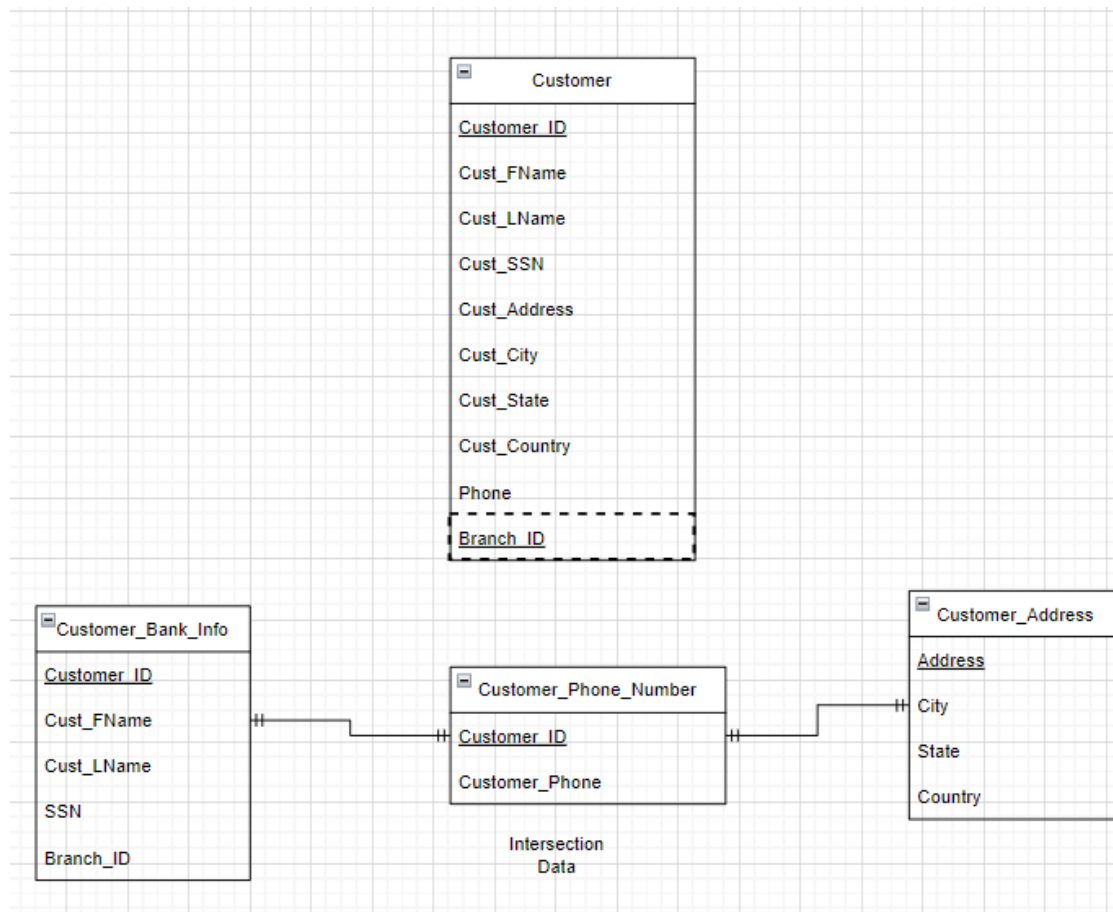 Customer
Customer_ID
Cust_FName
Cust_LName
Cust_SSN
Cust_Address
Cust_City
Cust_State
Cust_Country
Phone
Branch_ID
Customer_Bank_Info
Customer_ID
Cust_FName
Cust_LName
SSN
Branch_ID
Customer_Phone_Number
Customer_ID
Customer_Phone
Intersection
Data
Customer_Address
Address
City
State
Country